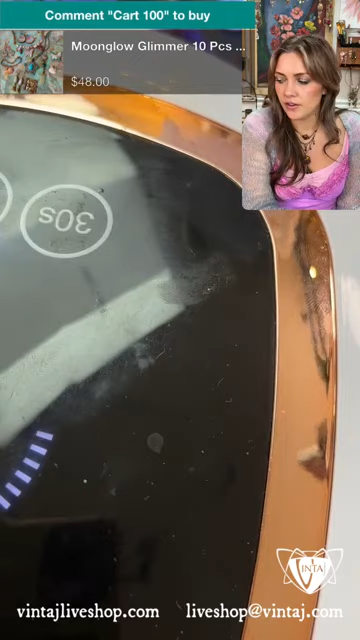 Comment "Cart 100" to buy
Moonglow Glimmer 10 Pcs ...
$48.00
30s
VINTAJ
vintajliveshop.com
liveshop@vintaj.com